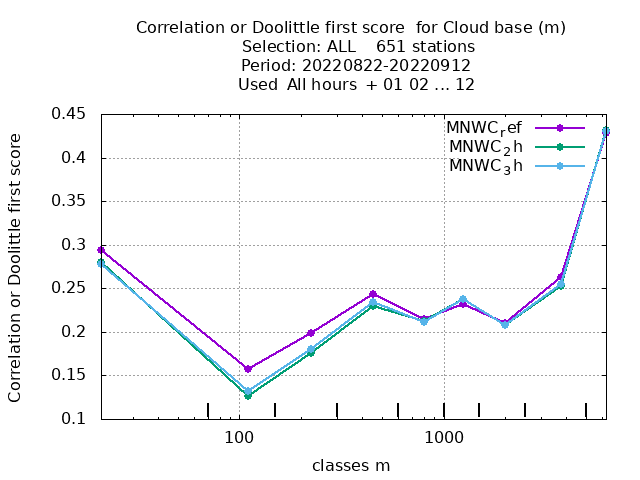 Correlation or Doolittle first score  for Cloud base (m)
Selection: ALL    651 stations
Period: 20220822-20220912
Used  All hours  + 01 02 ... 12
Correlation or Doolittle first score
0.45
0.4
0.35
0.3
0.25
0.2
0.15
0.1
MNWC_ref
MNWC_2h
MNWC_3h
100
1000
classes m